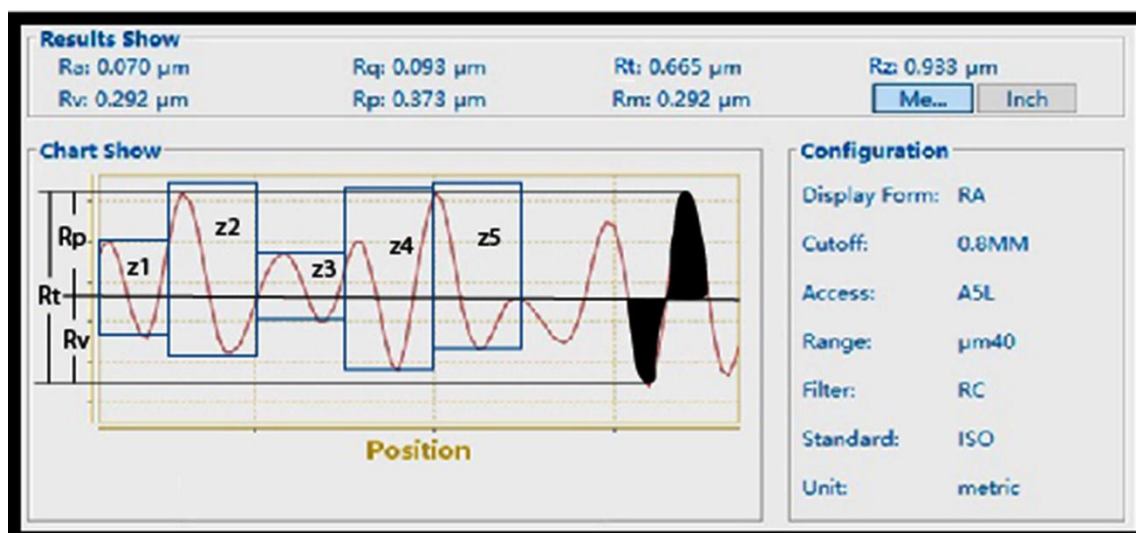 Results Show
Ra: 0.070 µm Rq: 0.093 µm Rt: 0.665 µm Rz: 0.933 µm
Rv: 0.292 µm Rp: 0.373 µm Rm: 0.292 µm Me... Inch
Chart Show
Rp
Rt
Rv
z1
z2
z3
z4
z5
Position
Configuration
Display Form: RA
Cutoff: 0.8MM
Access: A5L
Range: µm40
Filter: RC
Standard: ISO
Unit: metric